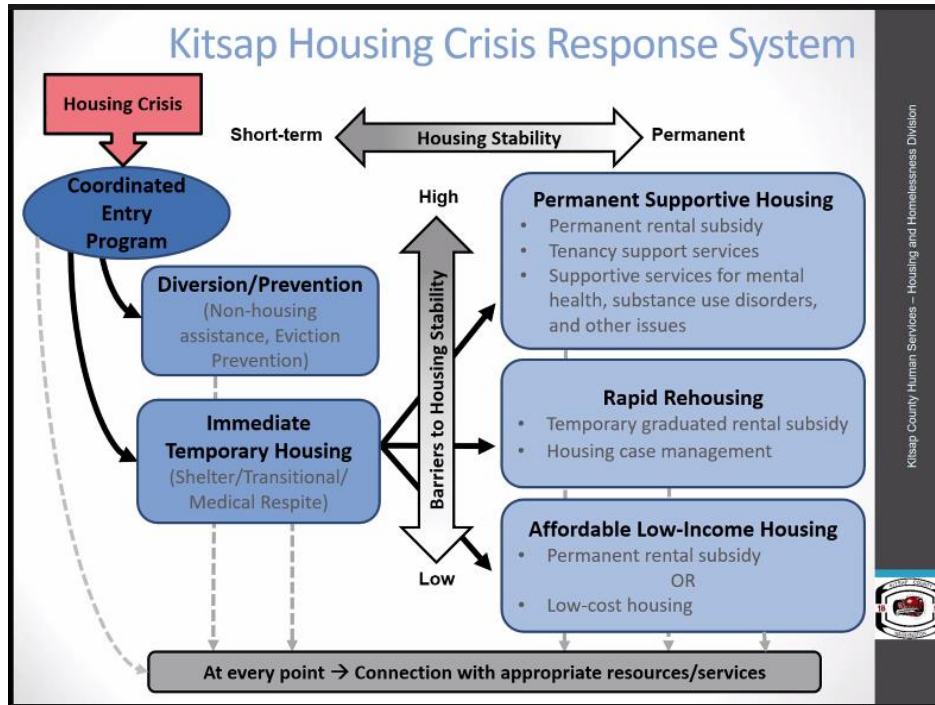 Kitsap Housing Crisis Response System
Housing Crisis
Short-term
Housing Stability
Permanent
Coordinated
Entry
Program
High
Barriers to Housing Stability
Low
Diversion/Prevention
(Non-housing
assistance, Eviction
Prevention)
Immediate
Temporary Housing
(Shelter/Transitional/
Medical Respite)
Permanent Supportive Housing
• Permanent rental subsidy
• Tenancy support services
• Supportive services for mental
health, substance use disorders,
and other issues
Rapid Rehousing
• Temporary graduated rental subsidy
• Housing case management
Affordable Low-Income Housing
• Permanent rental subsidy
OR
• Low-cost housing
At every point → Connection with appropriate resources/services
Kitsap County Human Services – Housing and Homelessness Division